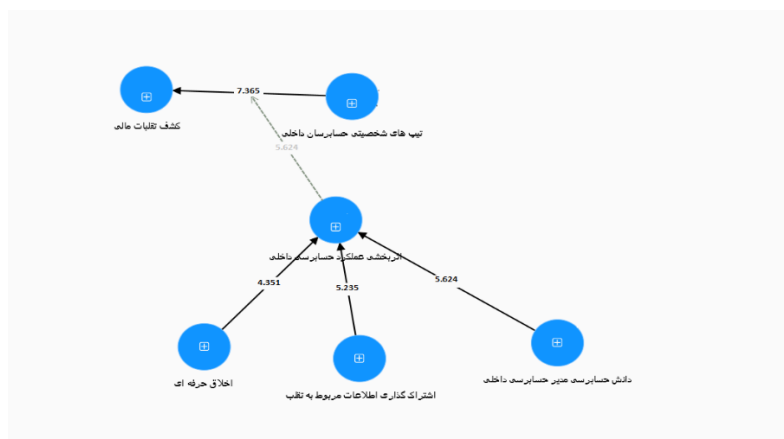 7.365
کشف تقلبات مالی
تیپ های شخصیتی حسابرسان داخلی
5.624
اثربخشی عملکرد حسابرسی داخلی
4.351
5.235
5.624
اخلاق حرفه ای
اشتراک گذاری اطلاعات مربوط به تقلب
دانش حسابرسی مدیر حسابرسی داخلی